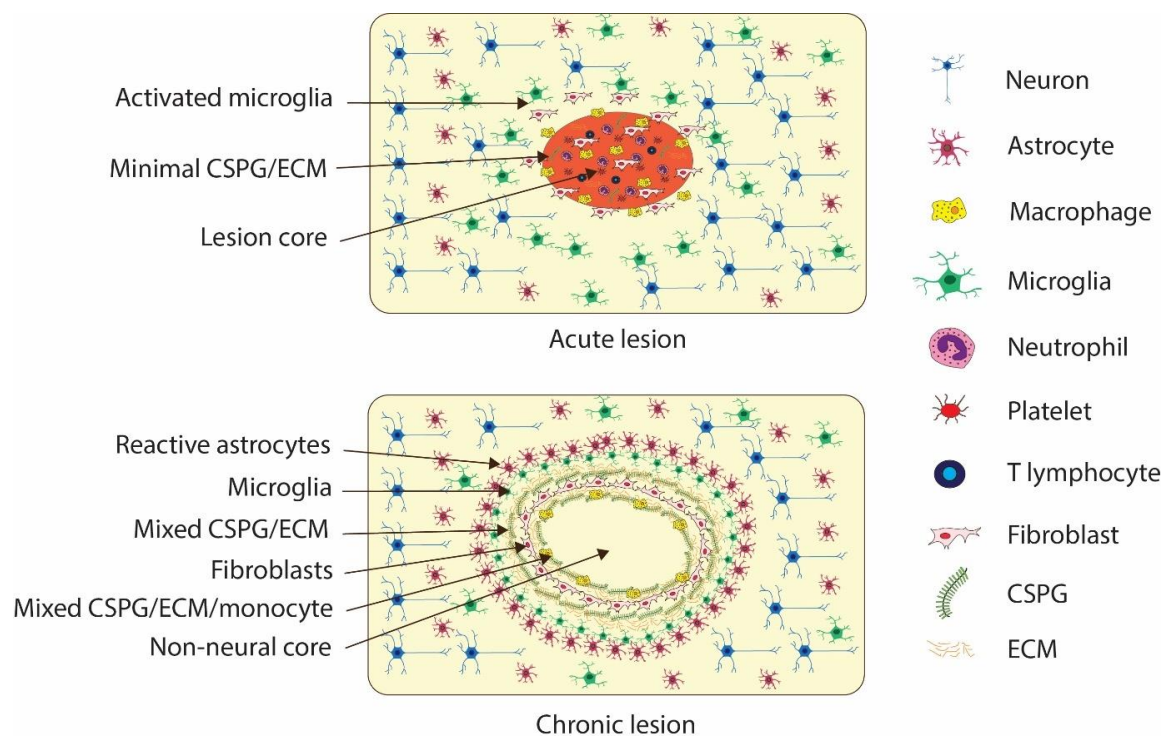 Activated microglia
Minimal CSPG/ECM
Lesion core
Acute lesion
Reactive astrocytes
Microglia
Mixed CSPG/ECM
Fibroblasts
Mixed CSPG/ECM/monocyte
Non-neural core
Chronic lesion
Neuron
Astrocyte
Macrophage
Microglia
Neutrophil
Platelet
T lymphocyte
Fibroblast
CSPG
ECM